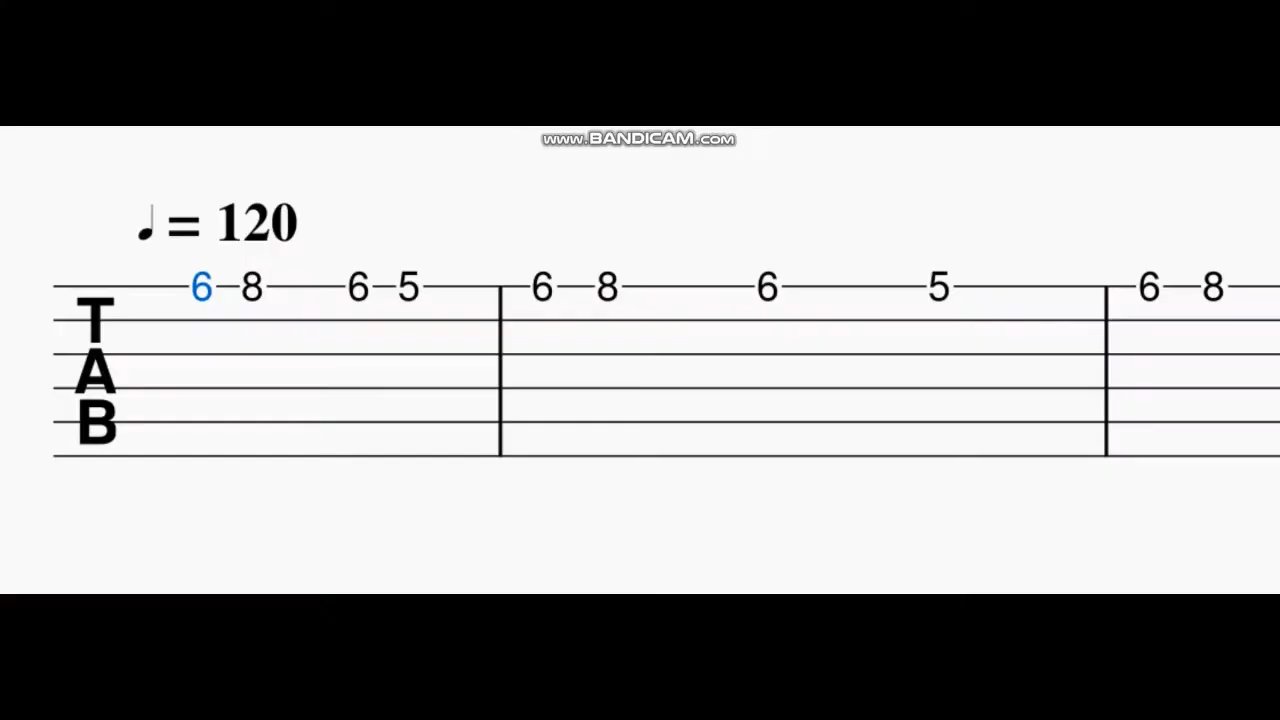 www.BANDICAM.com
♩ = 120
6 8 6 5 6 8 6 5 6 8
T
A
B